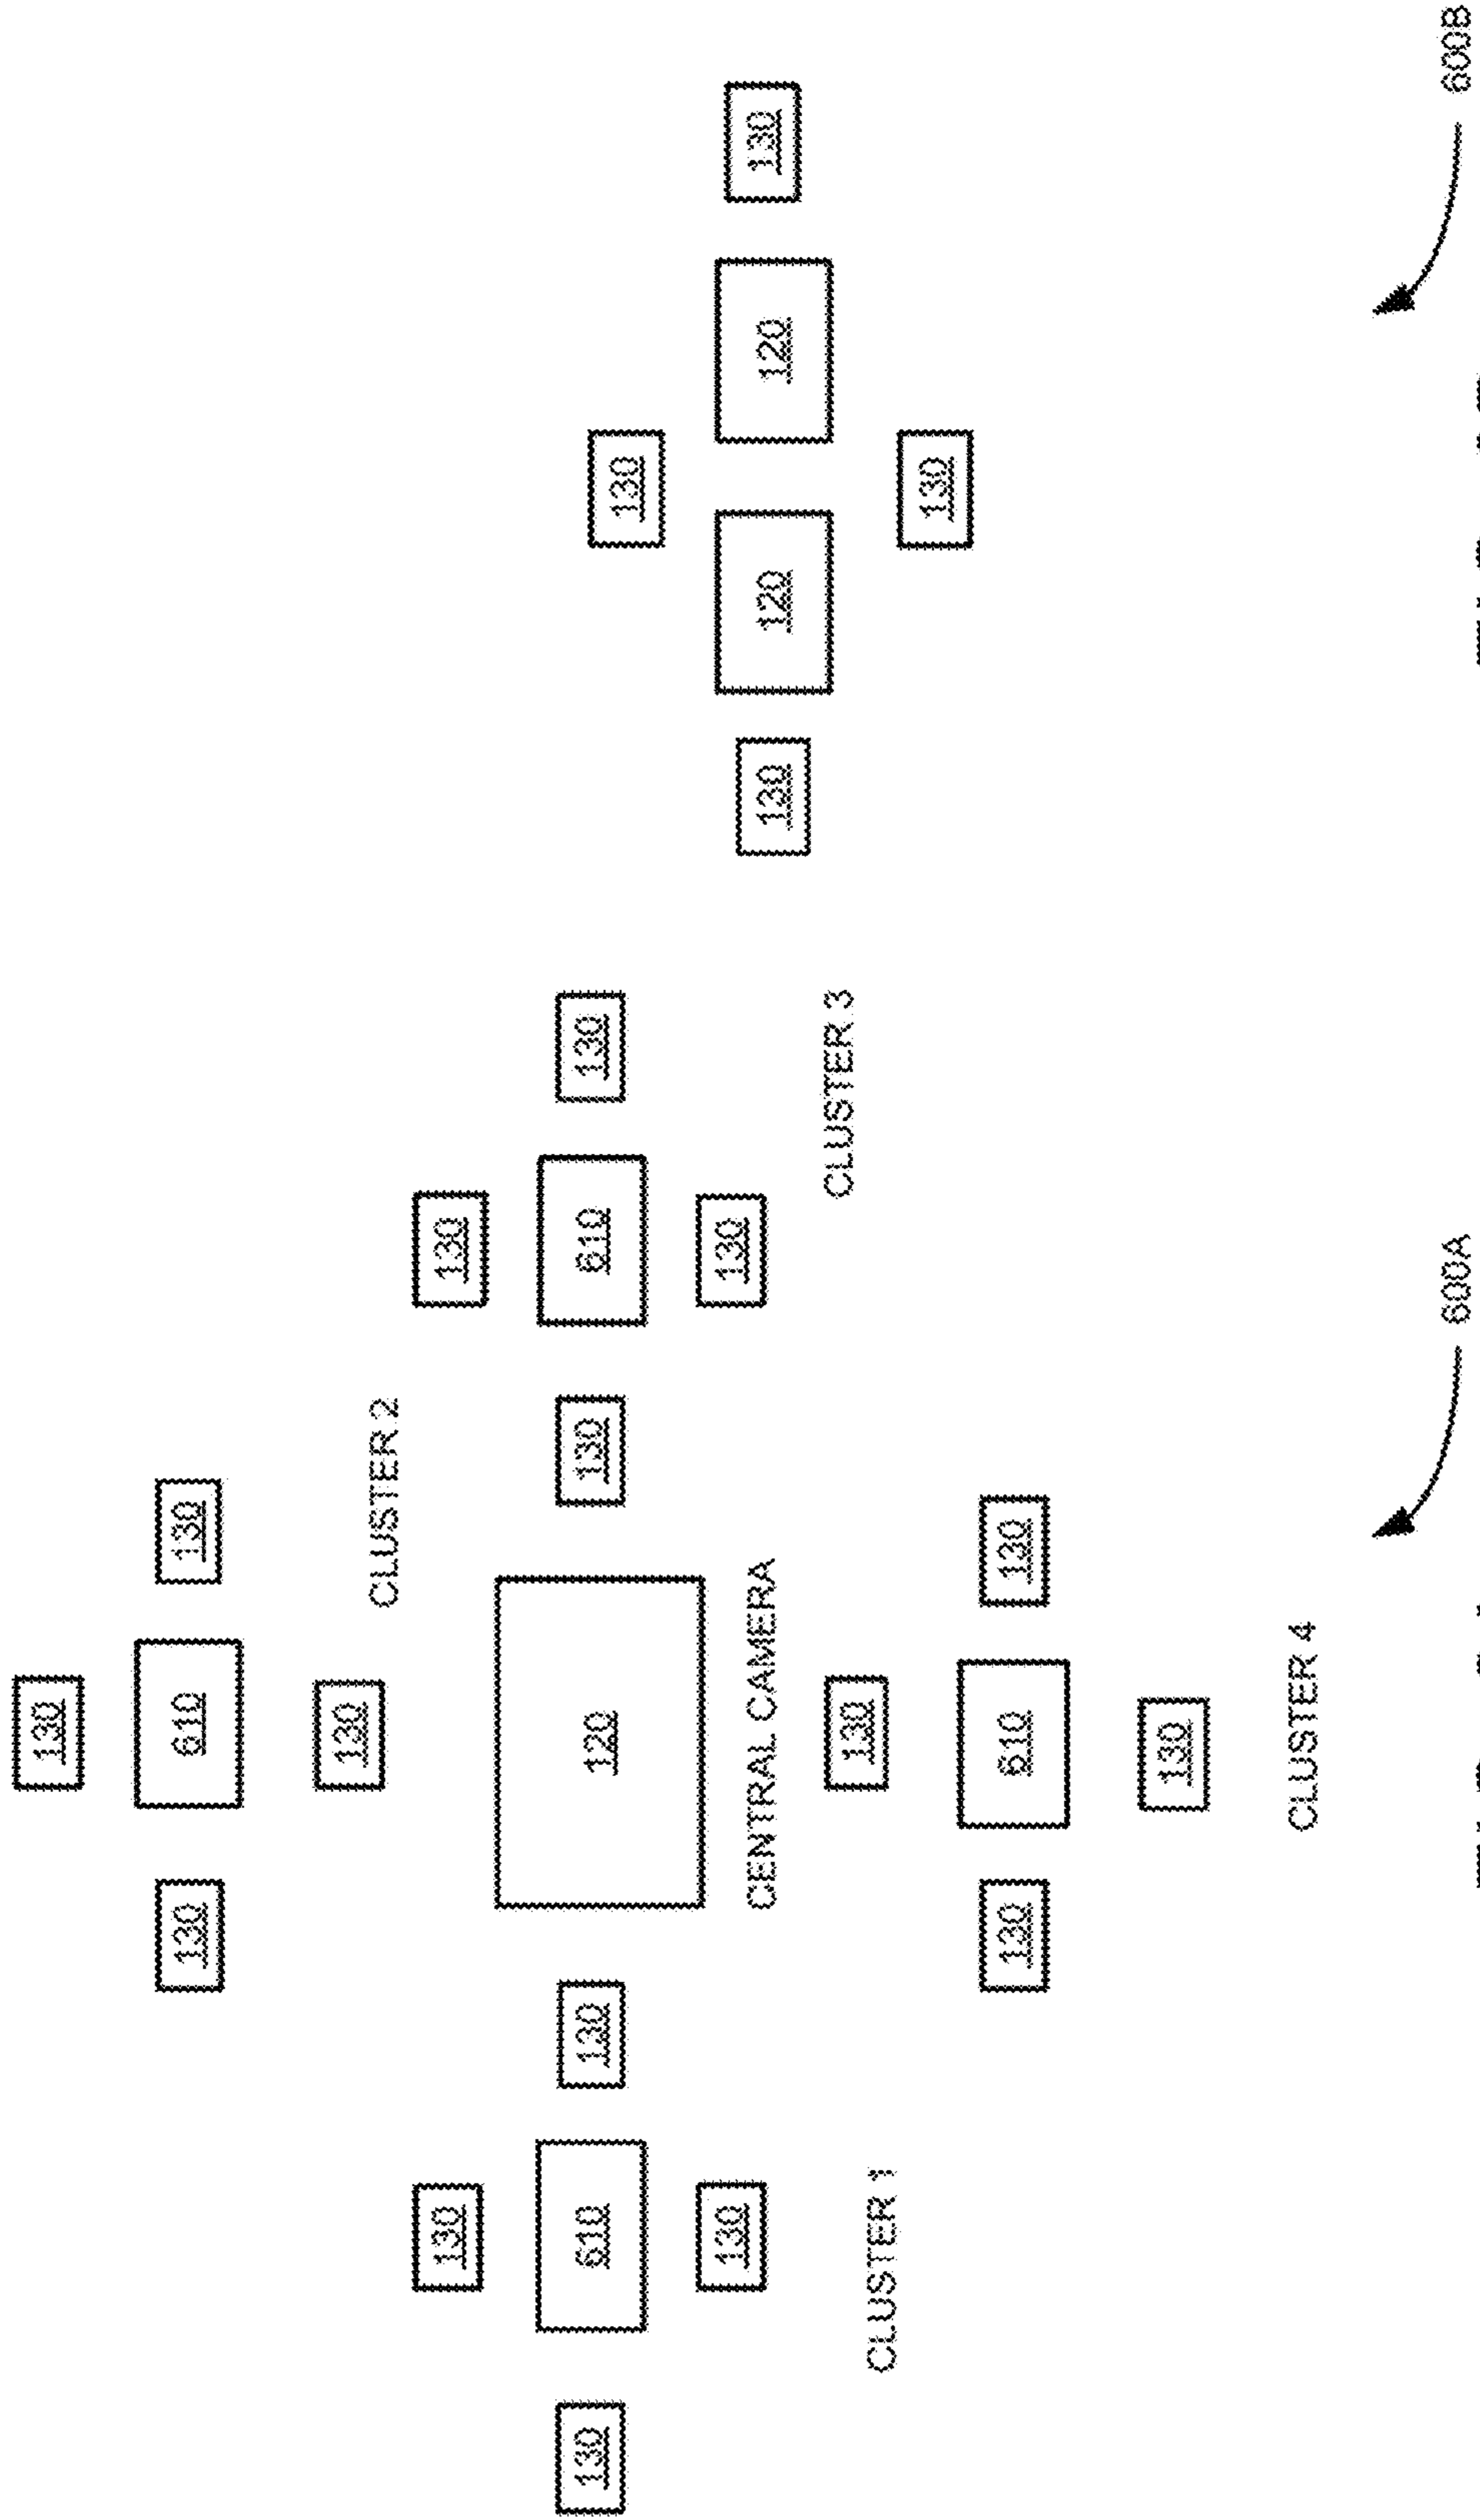 130
130 610 130
130
CLUSTER 2
130 130
130 610 130 120 130 610 130
130 130
CENTRAL CAMERA
CLUSTER 3
130
CLUSTER 1
130 610 130
130
CLUSTER 4
600A
130
130 120 120 130
130
600B